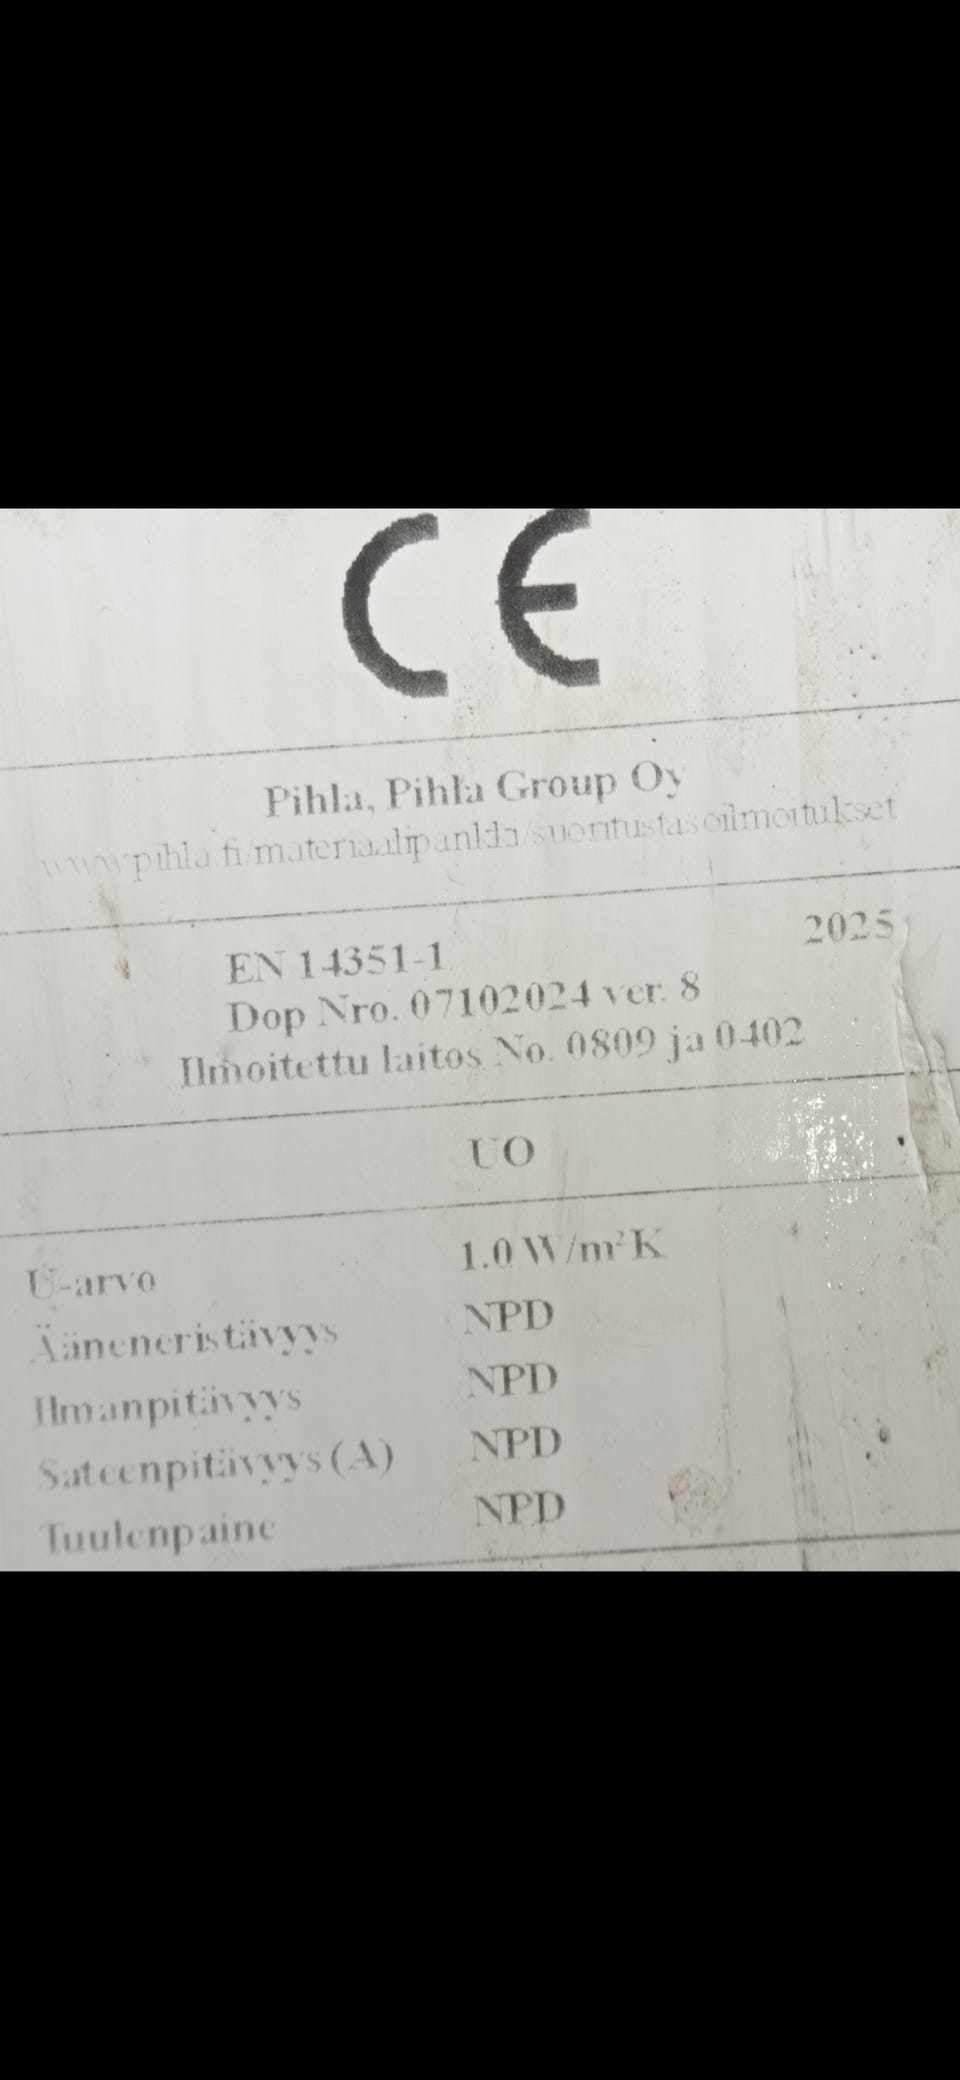 CE
Pihla, Pihla Group Oy
www.pihla.fi/materiaalipankki/suoritustasoilmoitukset
EN 14351-1 2025
Dop Nro. 07102024 ver. 8
Ilmoitettu laitos No. 0809 ja 0402
UO
U-arvo 1.0 W/m²K
Ääneneristävyys NPD
Ilmanpitävyys NPD
Sateenpitävyys (A) NPD
Tuulenpaine NPD